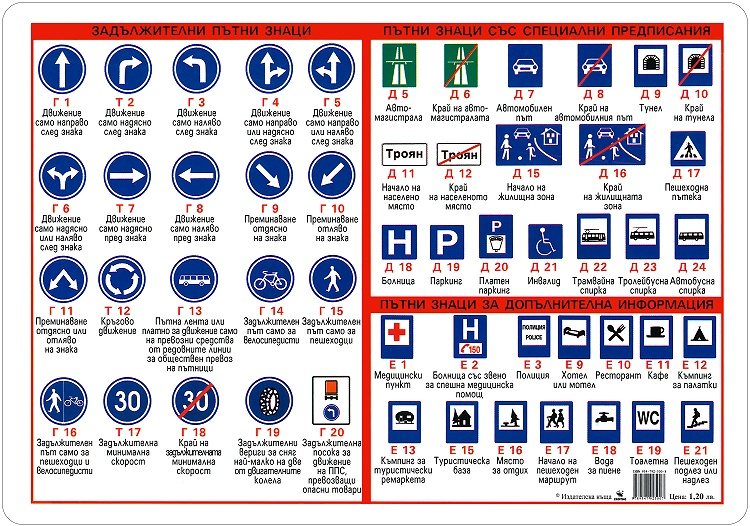 ЗАДЪЛЖИТЕЛНИ ПЪТНИ ЗНАЦИ
Г 1
Движение
само направо
след знака
Т 2
Движение
само надясно
след знака
Г 3
Движение
само наляво
след знака
Г 4
Движение
само направо
или надясно
след знака
Г 5
Движение
само направо
или наляво
след знака
Г 6
Движение
само надясно
или наляво
след знака
Т 7
Движение
само надясно
пред знака
Г 8
Движение
само наляво
пред знака
Г 9
Преминаване
отдясно
на знака
Г 10
Преминаване
отляво
на знака
Г 11
Преминаване
отдясно или
отляво
на знака
Т 12
Кръгово
движение
Г 13
Пътна лента или
платно за движение само
на превозни средства
от редовните линии
за обществен превоз
на пътници
Г 14
Задължителен
път само за
велосипедисти
Г 15
Задължителен
път само за
пешеходци
Г 16
Задължителен
път само за
пешеходци и
велосипедисти
30
Т 17
Задължителна
минимална
скорост
30
Г 18
Край на
задължителната
минимална
скорост
Г 19
Задължителни
вериги за сняг
най-малко на две
от двигателните
колела
Г 20
Задължителна
посока за
движение
на ППС,
превозващи
опасни товари
ПЪТНИ ЗНАЦИ СЪС СПЕЦИАЛНИ ПРЕДПИСАНИЯ
Д 5
Авто-
магистрала
Д 6
Край на авто-
магистралата
Д 7
Автомобилен
път
Д 8
Край на
автомобилния път
Д 9
Тунел
Д 10
Край
на тунела
Троян
Д 11
Начало на
населено
място
Троян
Д 12
Край
на населеното
място
Д 15
Начало на
жилищна зона
Д 16
Край
на жилищната
зона
Д 17
Пешеходна
пътека
H
Д 18
Болница
P
Д 19
Паркинг
P
Д 20
Платен
паркинг
Д 21
Инвалид
Д 22
Трамвайна
спирка
Д 23
Тролейбусна
спирка
Д 24
Автобусна
спирка
ПЪТНИ ЗНАЦИ ЗА ДОПЪЛНИТЕЛНА ИНФОРМАЦИЯ
Е 1
Медицински
пункт
H
150
Е 2
Болница със звено
за спешна медицинска
помощ
ПОЛИЦИЯ
POLICE
Е 3
Полиция
Е 9
Хотел
или мотел
Е 10
Ресторант
Е 11
Кафе
Е 12
Къмпинг
за палатки
Е 13
Къмпинг за
туристически
ремаркета
Е 15
Туристическа
база
Е 16
Място
за отдих
Е 17
Начало на
пешеходен
маршрут
Е 18
Вода
за пиене
WC
Е 19
Тоалетна
Е 21
Пешеходен
подлез или
надлез
© Издателска къща
Цена: 1,20 лв.